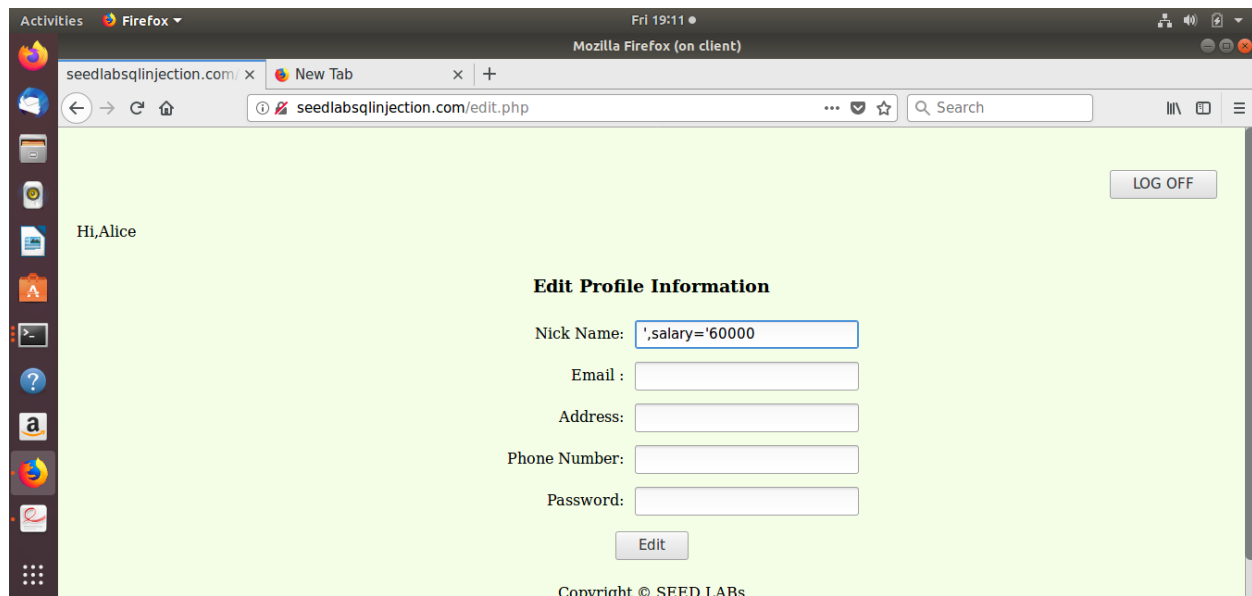 Activities Firefox Fri 19:11
Mozilla Firefox (on client)
seedlabsqlinjection.com/ New Tab
seedlabsqlinjection.com/edit.php Search
LOG OFF
Hi,Alice
Edit Profile Information
Nick Name: ',salary='60000
Email :
Address:
Phone Number:
Password:
Edit
Copyright © SEED LABs